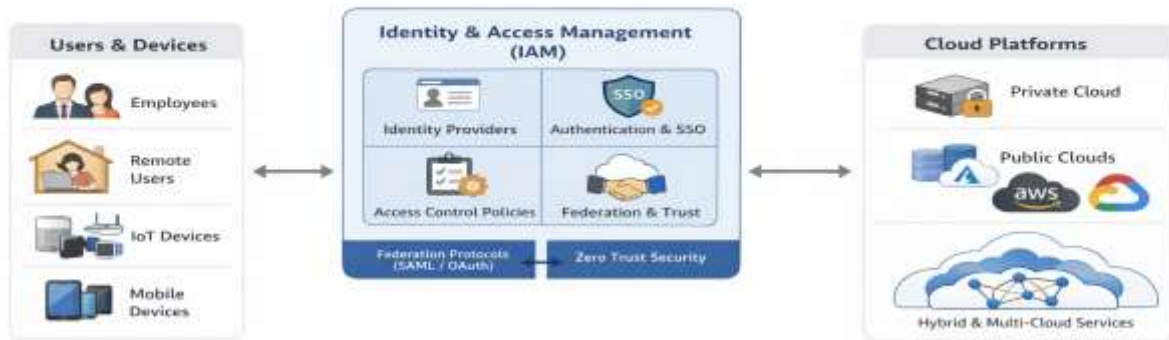 Users & Devices
Employees
Remote
Users
IoT Devices
Mobile
Devices
Identity & Access Management
(IAM)
Identity Providers
SSO
Authentication & SSO
Access Control Policies
Federation & Trust
Federation Protocols
(SAML / OAuth)
Zero Trust Security
Cloud Platforms
Private Cloud
Public Clouds
aws
Hybrid & Multi-Cloud Services